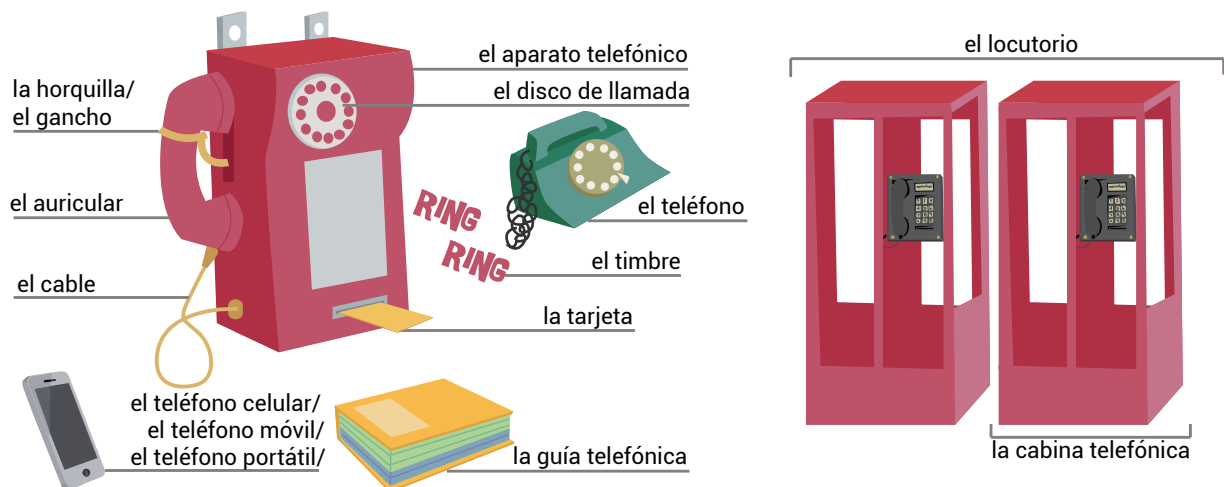 el locutorio
el aparato telefónico
la horquilla/
el gancho
el disco de llamada
el auricular
RING
RING
el teléfono
el timbre
el cable
la tarjeta
el teléfono celular/
el teléfono móvil/
el teléfono portátil/
la guía telefónica
la cabina telefónica